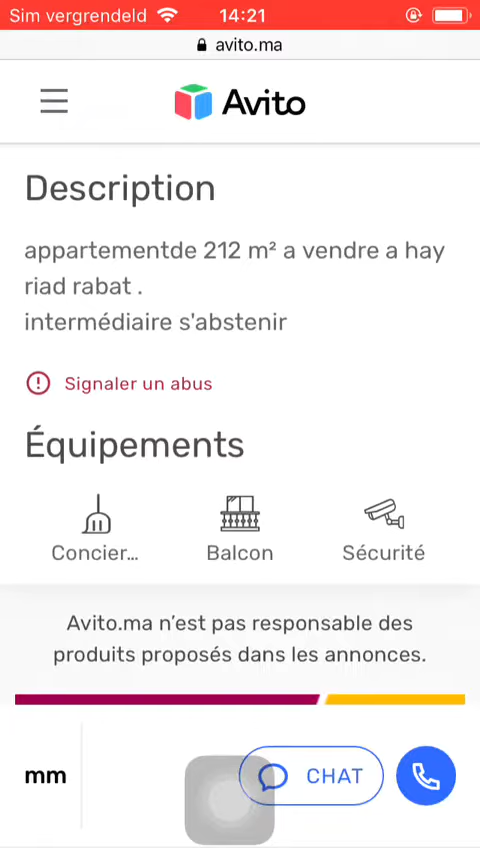 Sim vergrendeld 14:21
avito.ma
Avito
Description
appartementde 212 m² a vendre a hay
riad rabat .
intermédiaire s'abstenir
Signaler un abus
Équipements
Concier... Balcon Sécurité
Avito.ma n’est pas responsable des
produits proposés dans les annonces.
mm CHAT